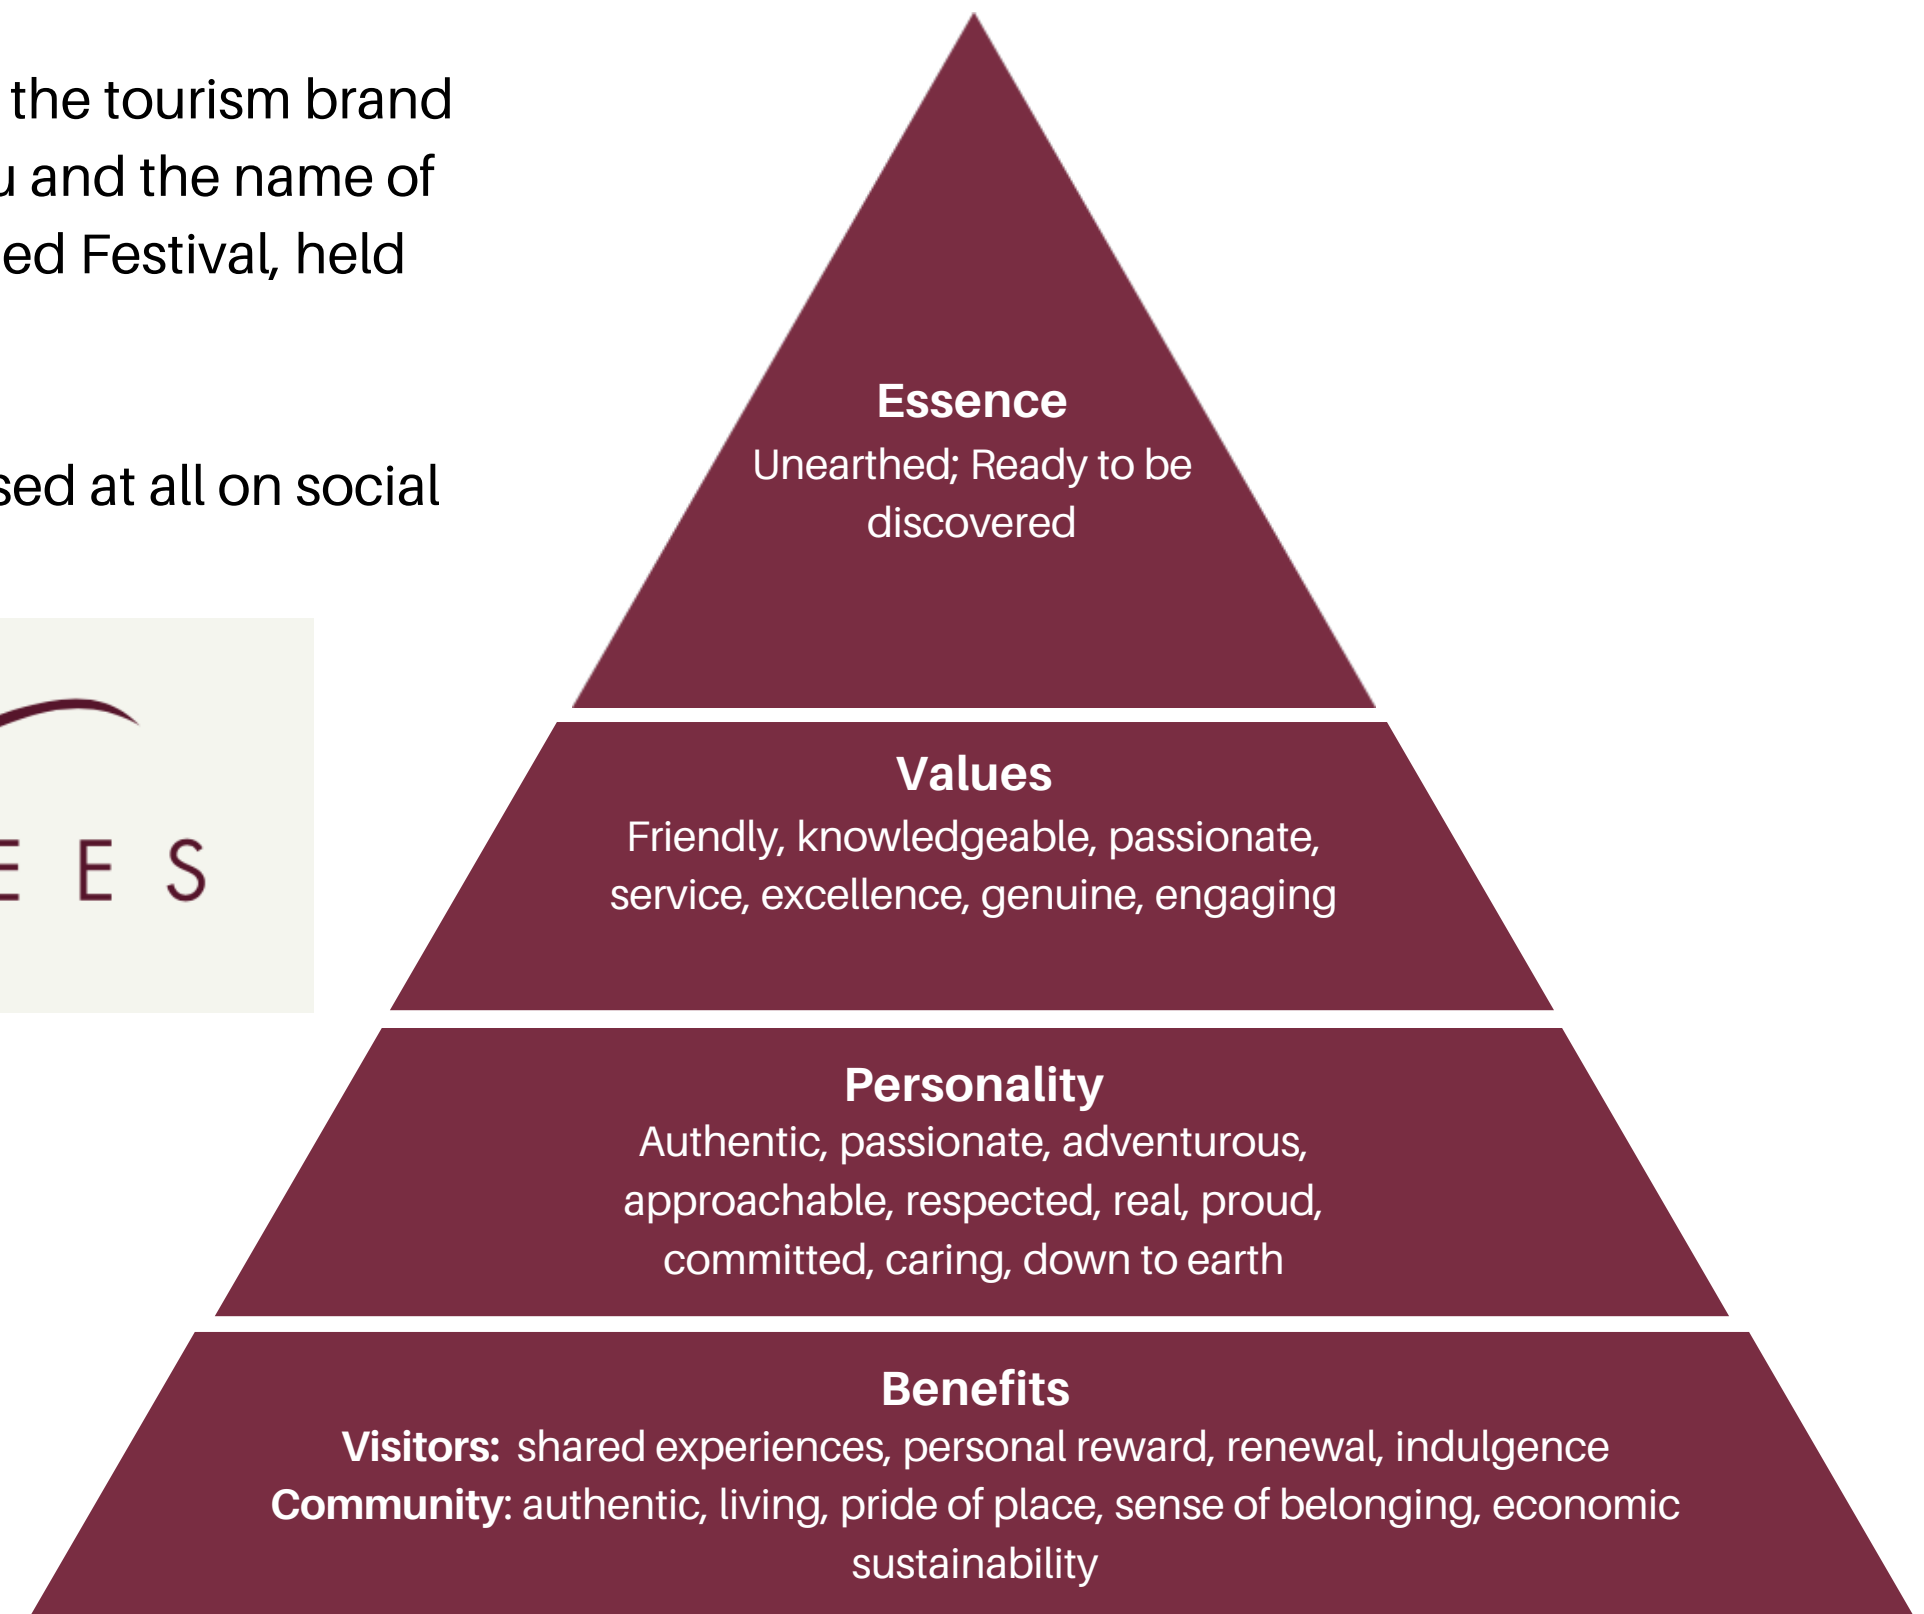 the tourism brand
and the name of
Festival, held
at all on social
E E S
Essence
Unearthed; Ready to be
discovered
Values
Friendly, knowledgeable, passionate,
service, excellence, genuine, engaging
Personality
Authentic, passionate, adventurous,
approachable, respected, real, proud,
committed, caring, down to earth
Benefits
Visitors: shared experiences, personal reward, renewal, indulgence
Community: authentic, living, pride of place, sense of belonging, economic
sustainability